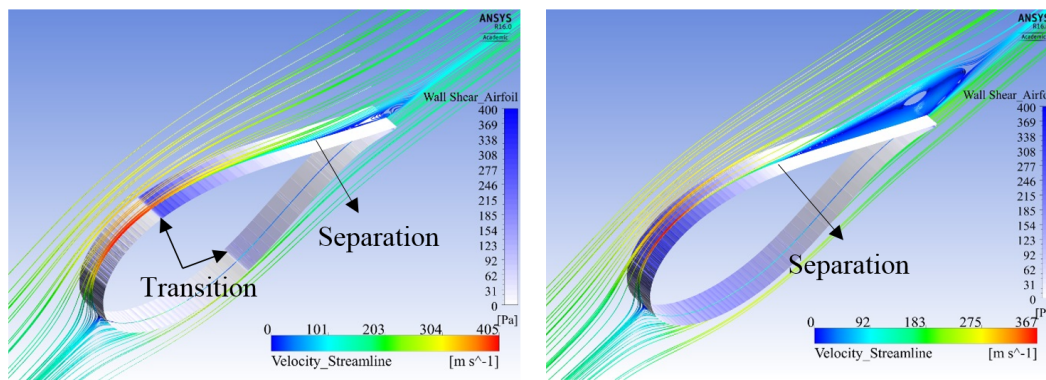 ANSYS
R16.0
Academic
Wall Shear_Airfoil
400
369
338
308
277
246
215
185
154
123
92
62
31
0
[Pa]
Separation
Transition
0 101 203 304 405
Velocity_Streamline [m s^-1]
ANSYS
R16.0
Academic
Wall Shear_Airfoil
400
369
338
308
277
246
215
185
154
123
92
62
31
0
[P
Separation
0 92 183 275 367
Velocity_Streamline [m s^-1]